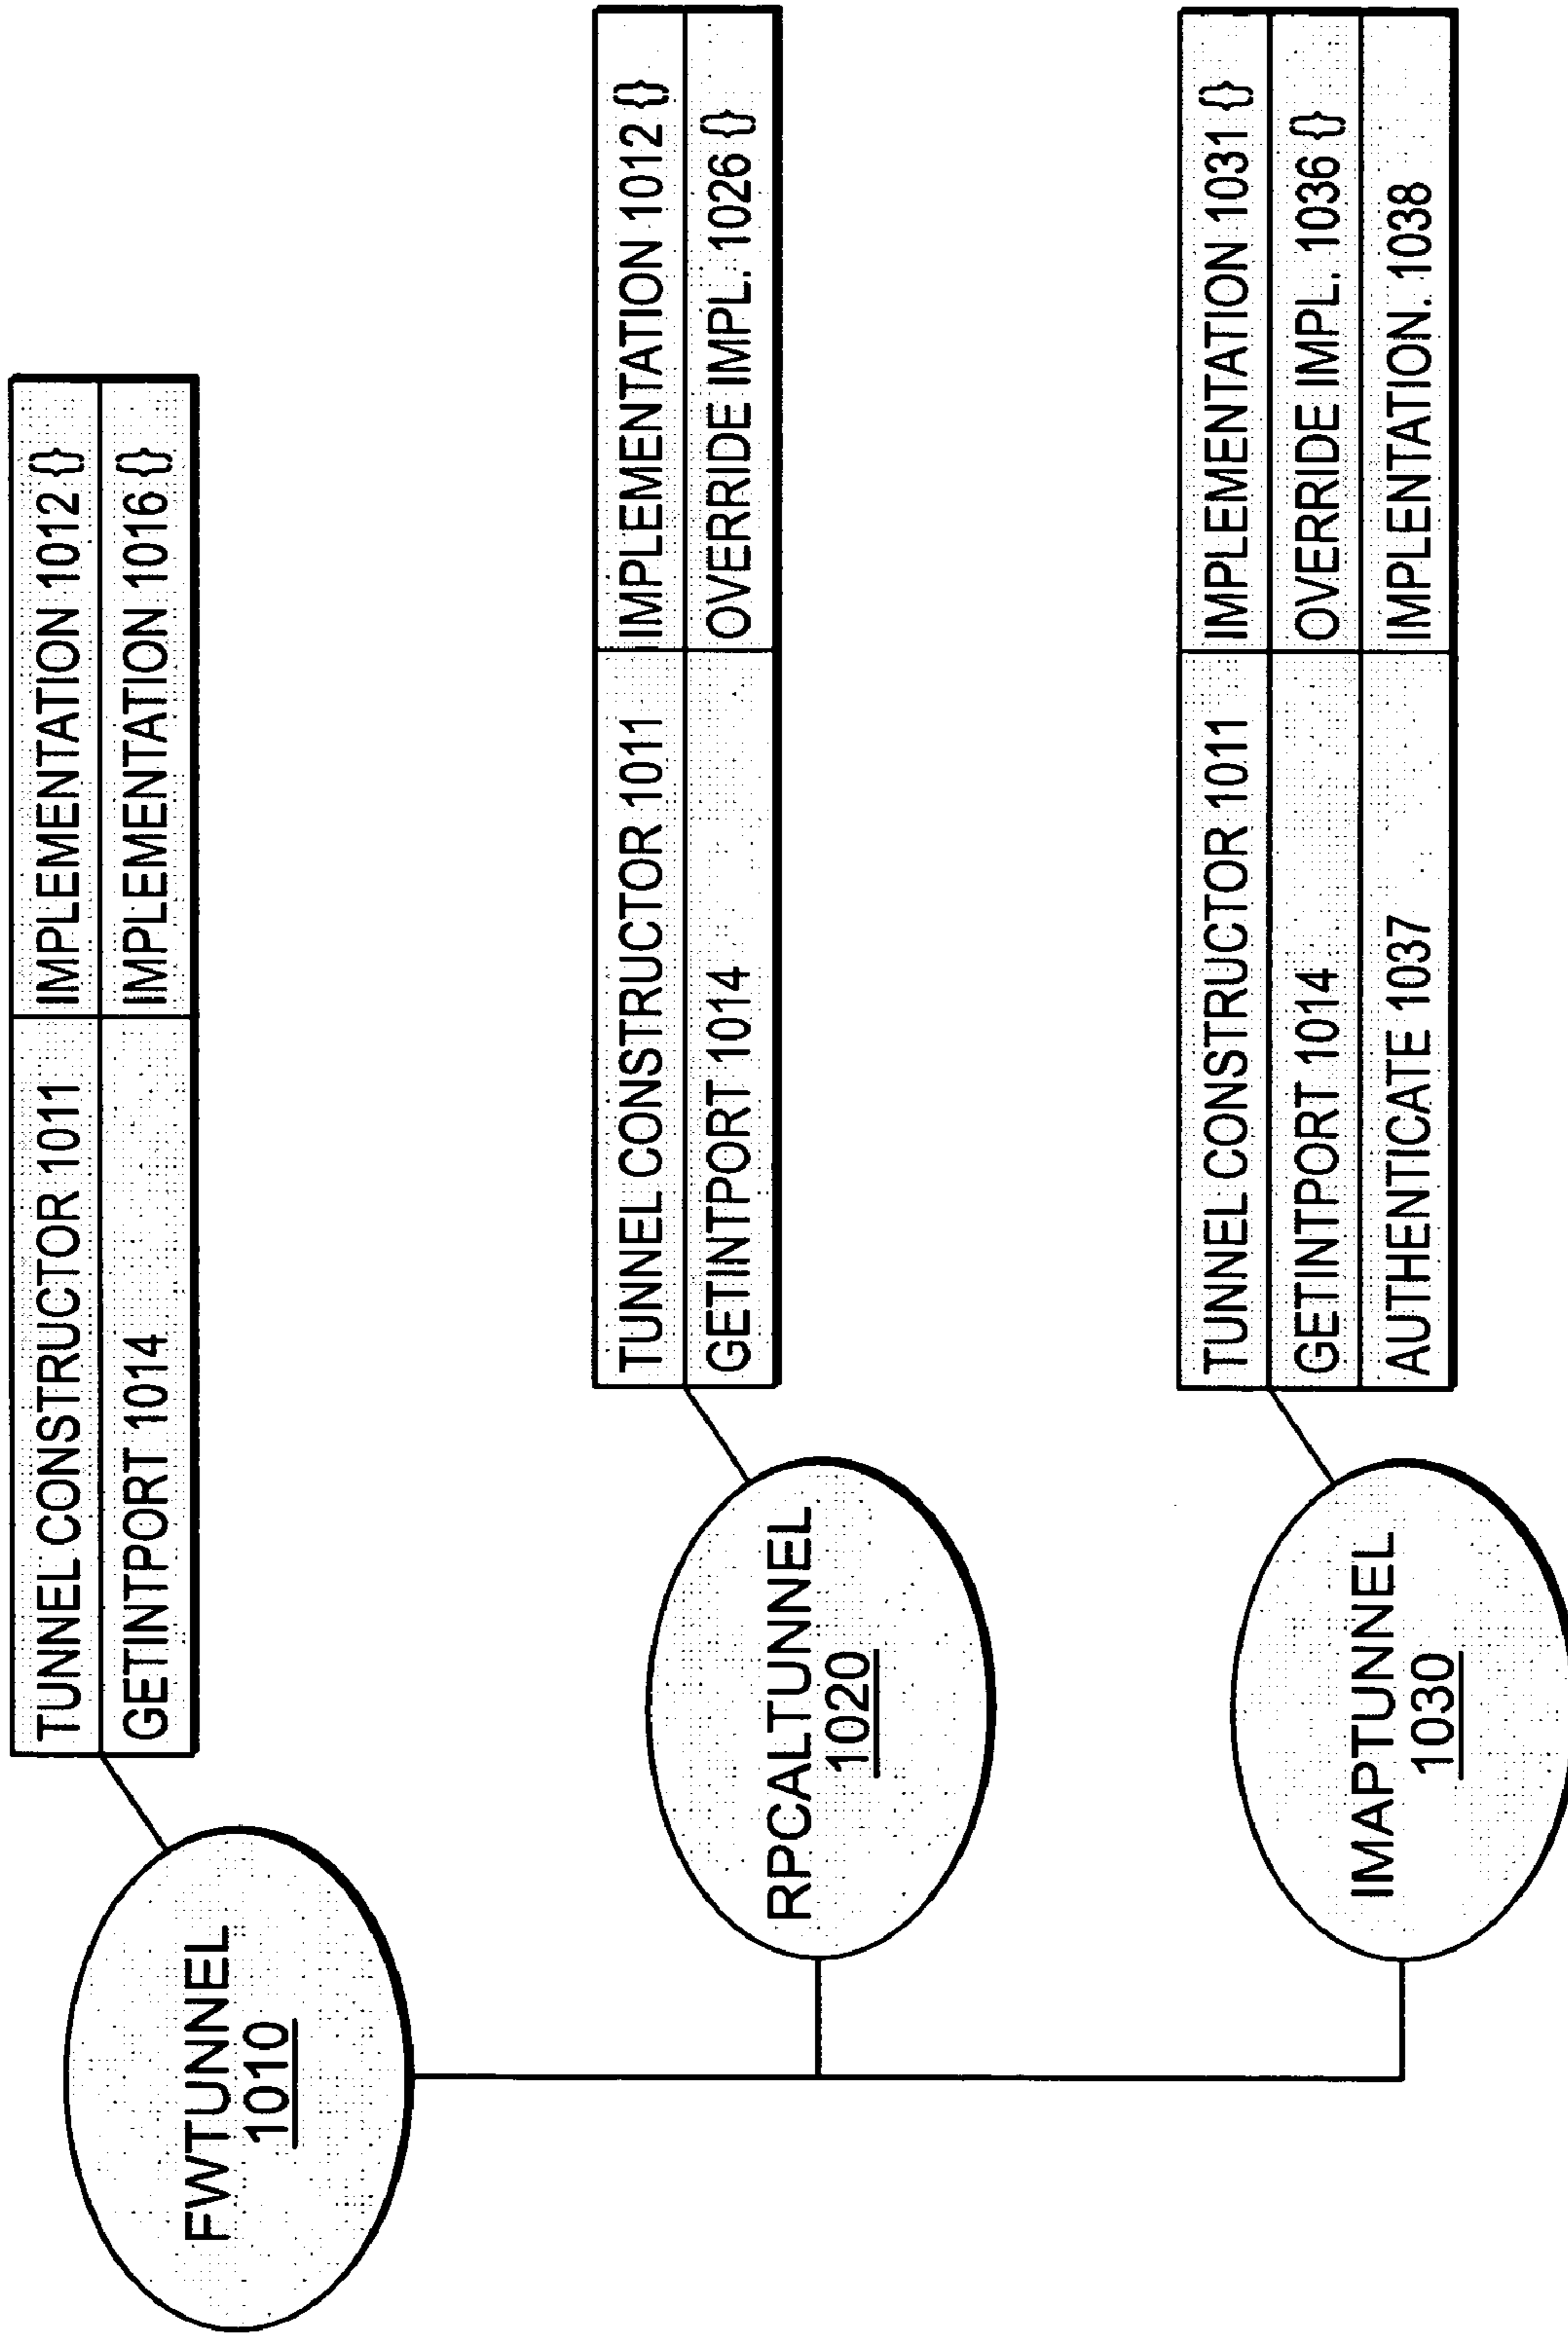 FWTUNNEL
1010
TUNNEL CONSTRUCTOR 1011 IMPLEMENTATION 1012 {}
GETINTPORT 1014 IMPLEMENTATION 1016 {}
RPCALTUNNEL
1020
TUNNEL CONSTRUCTOR 1011 IMPLEMENTATION 1012 {}
GETINTPORT 1014 OVERRIDE IMPL. 1026 {}
IMAPTUNNEL
1030
TUNNEL CONSTRUCTOR 1011 IMPLEMENTATION 1031 {}
GETINTPORT 1014 OVERRIDE IMPL. 1036 {}
AUTHENTICATE 1037 IMPLENTATION. 1038